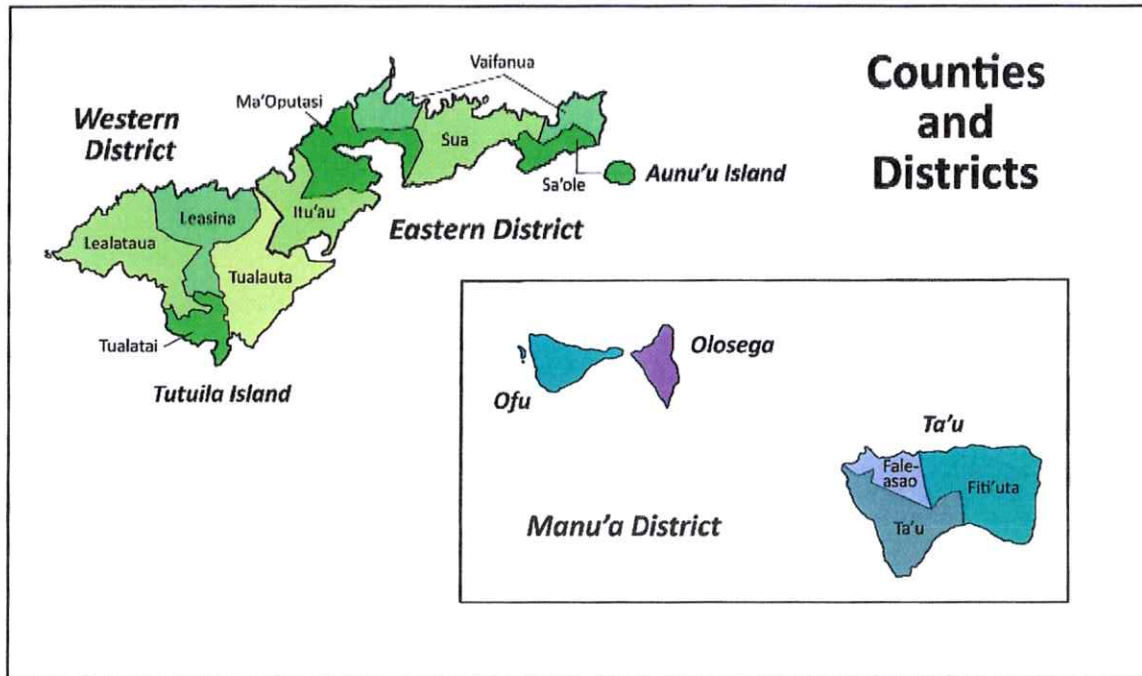 Counties
and
Districts
Vaifanua
Ma'Oputasi
Western
District
Sua
Sa'ole
Aunu'u Island
Leasina
Itu'au
Eastern District
Lealataua
Tualauta
Tualatai
Tutuila Island
Olosega
Ofu
Ta'u
Fale-
asao
Fiti'uta
Manu'a District
Ta'u